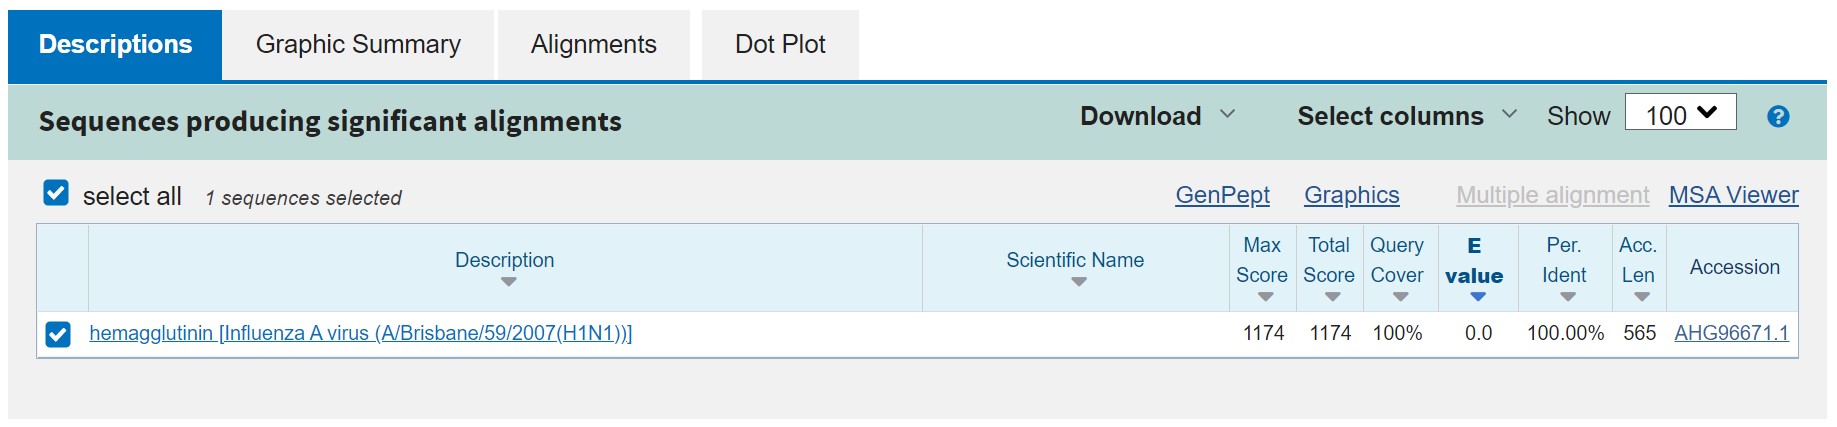 Descriptions Graphic Summary Alignments Dot Plot
Sequences producing significant alignments Download Select columns Show 100 ?
select all 1 sequences selected GenPept Graphics Multiple alignment MSA Viewer
Description Scientific Name Max Score Total Score Query Cover E value Per. Ident Acc. Len Accession
hemagglutinin [Influenza A virus (A/Brisbane/59/2007(H1N1))] 1174 1174 100% 0.0 100.00% 565 AHG96671.1